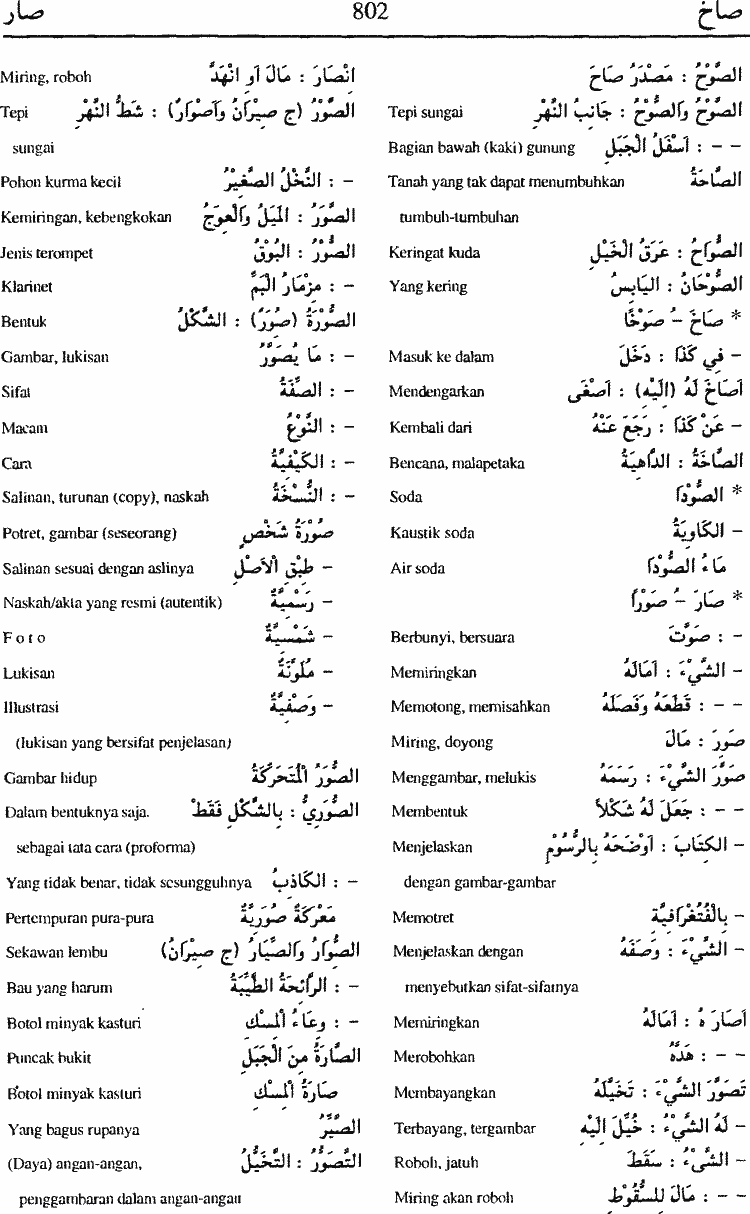 صاخ 802 صار
الصَّوْحُ : مَصْدَرُ صَاحَ
الصَّوْحُ وَالصُّوْحُ : جَانِبُ النَّهْرِ Tepi sungai
- - : اَسْفَلُ الْجَبَلِ Bagian bawah (kaki) gunung
الصَّاحَةُ Tanah yang tak dapat menumbuhkan
tumbuh-tumbuhan
الصُّوَاحُ : عَرَقُ الْخَيْلِ Keringat kuda
الصُّوْحَانُ : اليَابِسُ Yang kering
* صَاخَ - صَوْخًا
- فِي كَذَا : دَخَلَ Masuk ke dalam
اَصَاخَ لَهُ (اِلَيْهِ) : اَصْغَى Mendengarkan
- عَنْ كَذَا : رَجَعَ عَنْهُ Kembali dari
الصَّاخَةُ : الدَّاهِيَةُ Bencana, malapetaka
* الصُّوْدَا Soda
- الكَاوِيَةُ Kaustik soda
مَاءُ الصُّوْدَا Air soda
* صَارَ - صَوْرًا
- : صَوَّتَ Berbunyi, bersuara
- الشَّيْءَ : اَمَالَهُ Memiringkan
- - : قَطَعَهُ وَفَصَلَهُ Memotong, memisahkan
صَوِرَ : مَالَ Miring, doyong
صَوَّرَ الشَّيْءَ : رَسَمَهُ Menggambar, melukis
- - : جَعَلَ لَهُ شَكْلاً Membentuk
- الكِتَابَ : اَوْضَحَهُ بِالرُّسُوْمِ Menjelaskan
dengan gambar-gambar
- بِالْفُتُغْرَافِيَّةِ Memotret
- الشَّيْءَ : وَصَفَهُ Menjelaskan dengan
menyebutkan sifat-sifatnya
اَصَارَ هُ : اَمَالَهُ Memiringkan
- - : هَدَّهُ Merobohkan
تَصَوَّرَ الشَّيْءَ : تَخَيَّلَهُ Membayangkan
- لَهُ الشَّيْءُ : خُيِّلَ اِلَيْهِ Terbayang, tergambar
- الشَّيْءُ : سَقَطَ Roboh, jatuh
- - : مَالَ لِلسُّقُوْطِ Miring akan roboh
انْصَارَ : مَالَ اَوِ انْهَدَّ Miring, roboh
الصَّوْرُ (ج صِيْرَانٌ وَاَصْوَارٌ) : شَطُّ النَّهْرِ Tepi
sungai
- : النَّخْلُ الصَّغِيْرُ Pohon kurma kecil
الصَّوَرُ : الْمَيْلُ وَالْعِوَجُ Kemiringan, kebengkokan
الصُّوْرُ : البُوْقُ Jenis terompet
- : مِزْمَارُ الْبَمِّ Klarinet
الصُّوْرَةُ (صُوَرٌ) : الشَّكْلُ Bentuk
- : مَا يُصَوَّرُ Gambar, lukisan
- : الصِّفَةُ Sifat
- : النَّوْعُ Macam
- : الكَيْفِيَّةُ Cara
- : النُّسْخَةُ Salinan, turunan (copy), naskah
صُوْرَةُ شَخْصٍ Potret, gambar (seseorang)
- طِبْقِ الْاَصْلِ Salinan sesuai dengan aslinya
- رَسْمِيَّةٌ Naskah/akta yang resmi (autentik)
- شَمْسِيَّةٌ Foto
- مُلَوَّنَةٌ Lukisan
- وَصْفِيَّةٌ Illustrasi
(lukisan yang bersifat penjelasan)
الصُّوَرُ الْمُتَحَرِّكَةُ Gambar hidup
الصُّوَرِيُّ : بِالشَّكْلِ فَقَطْ Dalam bentuknya saja.
sebagai tata cara (proforma)
- : الكَاذِبُ Yang tidak benar, tidak sesungguhnya
مَعْرَكَةٌ صُوَرِيَّةٌ Pertempuran pura-pura
الصُّوَارُ وَالصِّيَارُ (ج صِيْرَانٌ) Sekawan lembu
- : الرَّائِحَةُ الطَّيِّبَةُ Bau yang harum
- : وِعَاءُ الْمِسْكِ Botol minyak kasturi
الصَّارَةُ مِنَ الْجَبَلِ Puncak bukit
صَارَةُ الْمِسْكِ Botol minyak kasturi
الصَّيِّرُ Yang bagus rupanya
التَّصَوُّرُ : التَّخَيُّلُ (Daya) angan-angan,
penggambaran dalam angan-angan